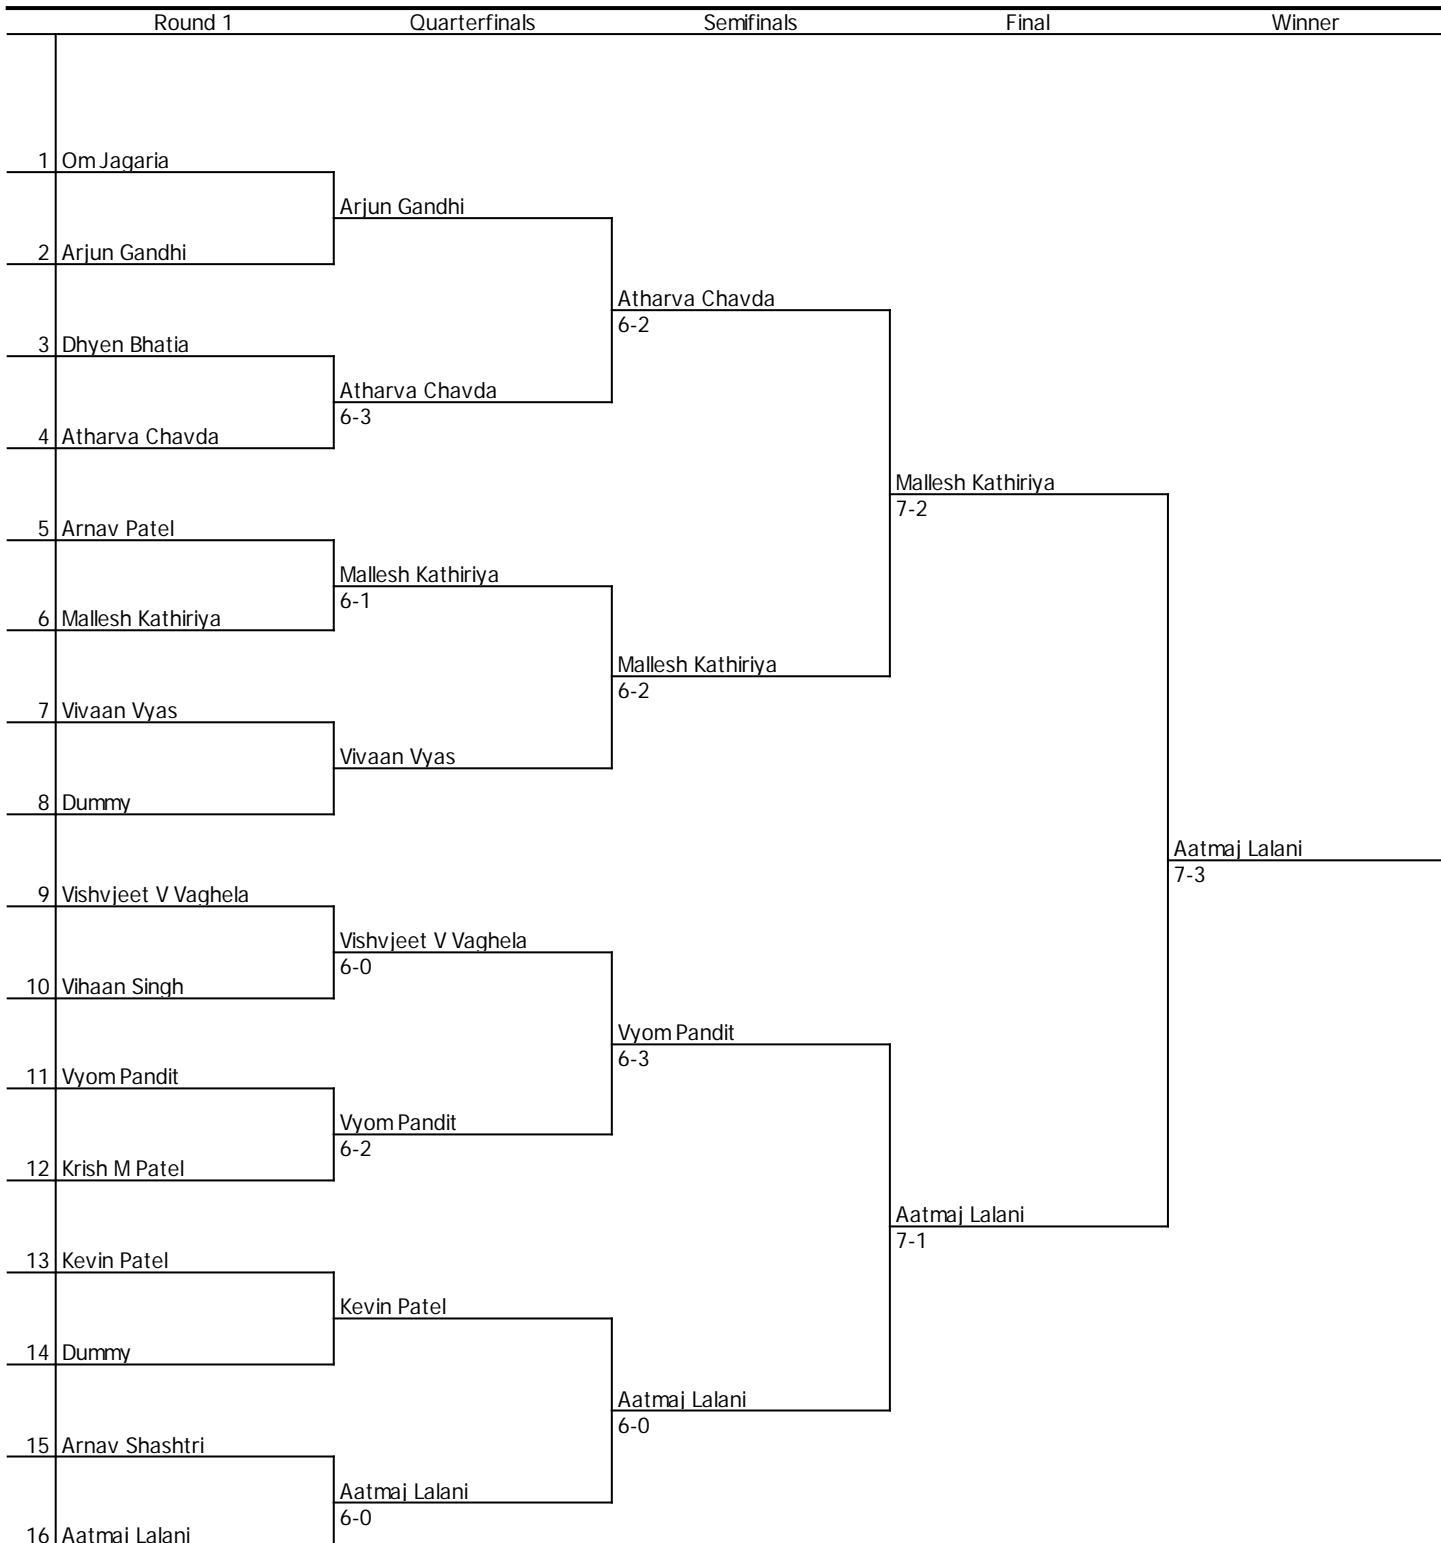 Round 1 Quarterfinals Semifinals Final Winner
1 Om Jagaria
Arjun Gandhi
2 Arjun Gandhi
Atharva Chavda
6-2
3 Dhyen Bhatia
Atharva Chavda
6-3
4 Atharva Chavda
Mallesh Kathiriya
7-2
5 Arnav Patel
Mallesh Kathiriya
6-1
6 Mallesh Kathiriya
Mallesh Kathiriya
6-2
7 Vivaan Vyas
Vivaan Vyas
8 Dummy
Aatmaj Lalani
7-3
9 Vishvjeet V Vaghela
Vishvjeet V Vaghela
6-0
10 Vihaan Singh
Vyom Pandit
6-3
11 Vyom Pandit
Vyom Pandit
6-2
12 Krish M Patel
Aatmaj Lalani
7-1
13 Kevin Patel
Kevin Patel
14 Dummy
Aatmaj Lalani
6-0
15 Arnav Shashtri
Aatmaj Lalani
6-0
16 Aatmaj Lalani